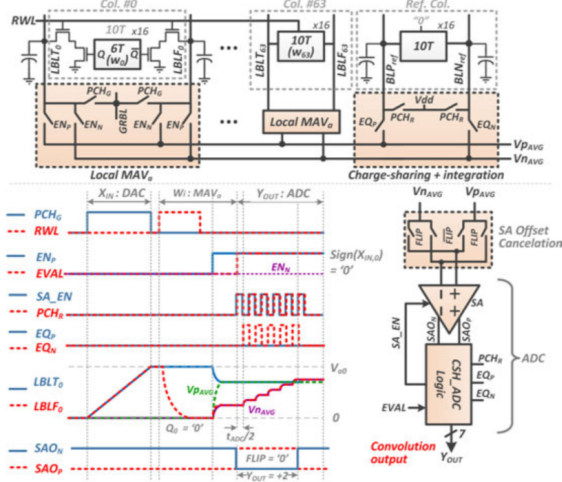 Col. #0
Col. #63
Ref. Col.
RWL
10T
x16
x16
"0"
x16
LBLT0
Q
6T
(w0)
Q̅
LBLF0
LBLT63
10T
(w63)
LBLF63
BLPref
10T
BLNref
PCHG
PCHG
GRBL
ENP
ENN
ENN
ENP
Local MAVa
Vdd
EQP
PCHR
PCHR
EQN
VpAVG
VnAVG
Local MAVa
Charge-sharing + integration
XIN: DAC
Wi: MAVa
YOUT: ADC
PCHG
RWL
ENP
EVAL
ENN
Sign(XIN,0)
= '0'
SA_EN
PCHR
EQP
EQN
LBLT0
LBLF0
VpAVG
VnAVG
Q0 = '0'
0
tADC/2
SAON
SAOP
FLIP = '0'
YOUT = +2
VnAVG
VpAVG
FLIP
FLIP
FLIP
FLIP
SA Offset
Cancelation
SA
SA_EN
SAON
SAOP
ADC
CSH_ADC
Logic
PCHR
EQP
EQN
EVAL
7
Convolution
output
YOUT